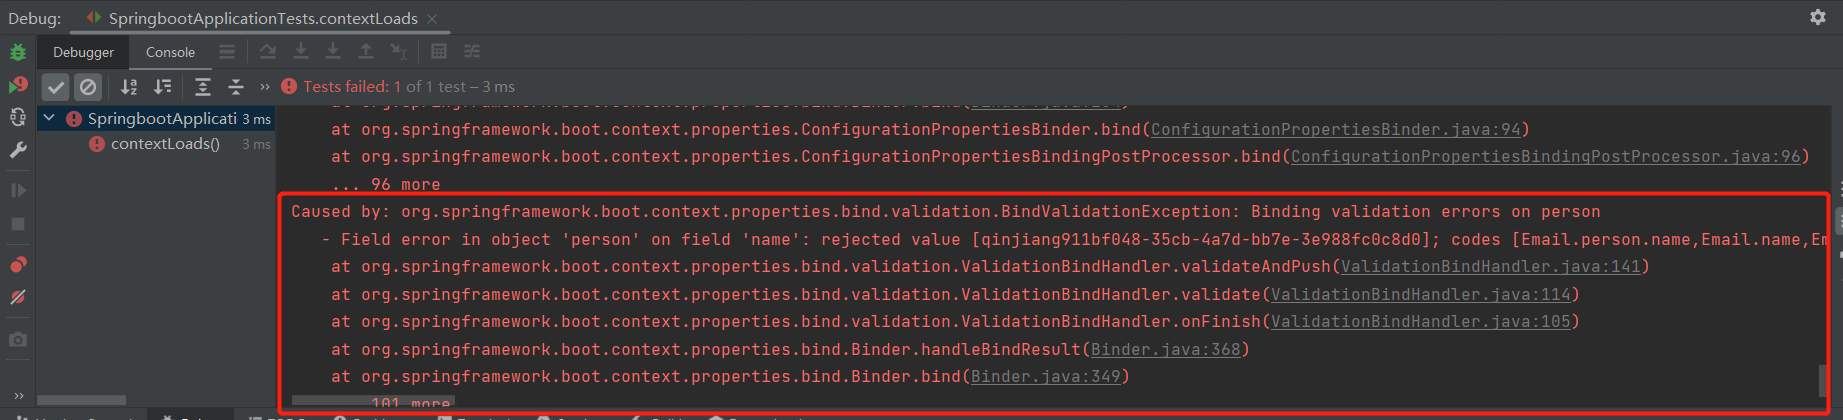 Debug: SpringbootApplicationTests.contextLoads
Debugger Console
Tests failed: 1 of 1 test – 3 ms
SpringbootApplicati 3 ms
contextLoads() 3 ms
at org.springframework.boot.context.properties.bind.Binder.bind(Binder.java:
at org.springframework.boot.context.properties.ConfigurationPropertiesBinder.bind(ConfigurationPropertiesBinder.java:94)
at org.springframework.boot.context.properties.ConfigurationPropertiesBindingPostProcessor.bind(ConfigurationPropertiesBindingPostProcessor.java:96)
... 96 more
Caused by: org.springframework.boot.context.properties.bind.validation.BindValidationException: Binding validation errors on person
- Field error in object 'person' on field 'name': rejected value [qinjiang911bf048-35cb-4a7d-bb7e-3e988fc0c8d0]; codes [Email.person.name,Email.name,Em
at org.springframework.boot.context.properties.bind.validation.ValidationBindHandler.validateAndPush(ValidationBindHandler.java:141)
at org.springframework.boot.context.properties.bind.validation.ValidationBindHandler.validate(ValidationBindHandler.java:114)
at org.springframework.boot.context.properties.bind.validation.ValidationBindHandler.onFinish(ValidationBindHandler.java:105)
at org.springframework.boot.context.properties.bind.Binder.handleBindResult(Binder.java:368)
at org.springframework.boot.context.properties.bind.Binder.bind(Binder.java:349)
101 more